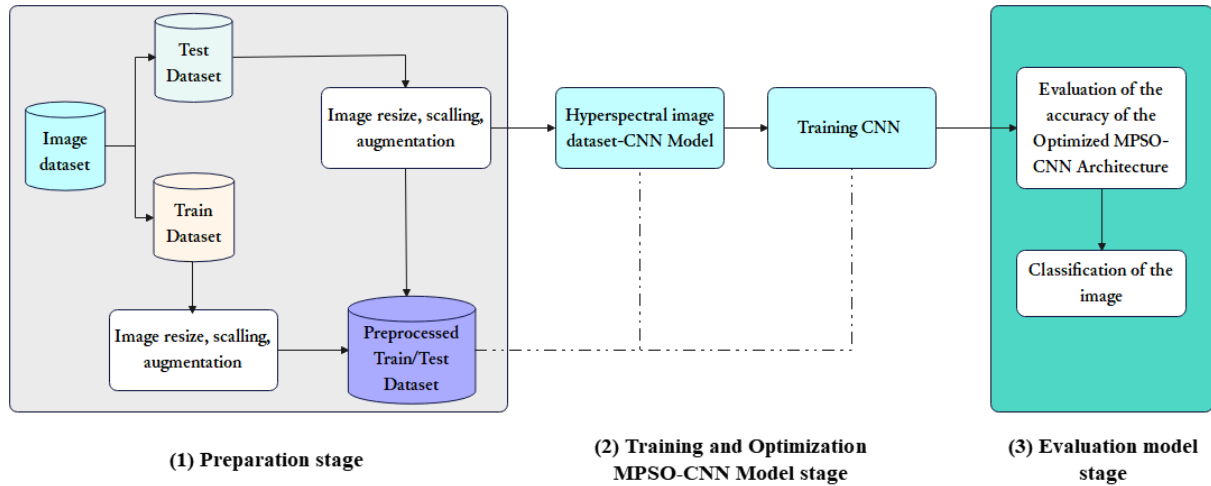 Test
Dataset
Image
dataset
Train
Dataset
Image resize, scalling,
augmentation
Image resize, scalling,
augmentation
Preprocessed
Train/Test
Dataset
Hyperspectral image
dataset-CNN Model
Training CNN
Evaluation of the
accuracy of the
Optimized MPSO-
CNN Architecture
Classification of the
image
(1) Preparation stage
(2) Training and Optimization
MPSO-CNN Model stage
(3) Evaluation model
stage